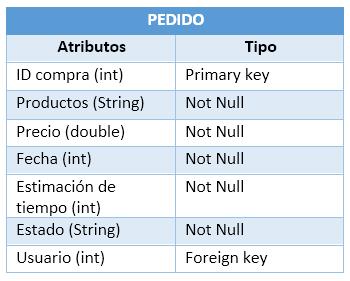 PEDIDO
Atributos Tipo
ID compra (int) Primary key
Productos (String) Not Null
Precio (double) Not Null
Fecha (int) Not Null
Estimación de Not Null
tiempo (int)
Estado (String) Not Null
Usuario (int) Foreign key